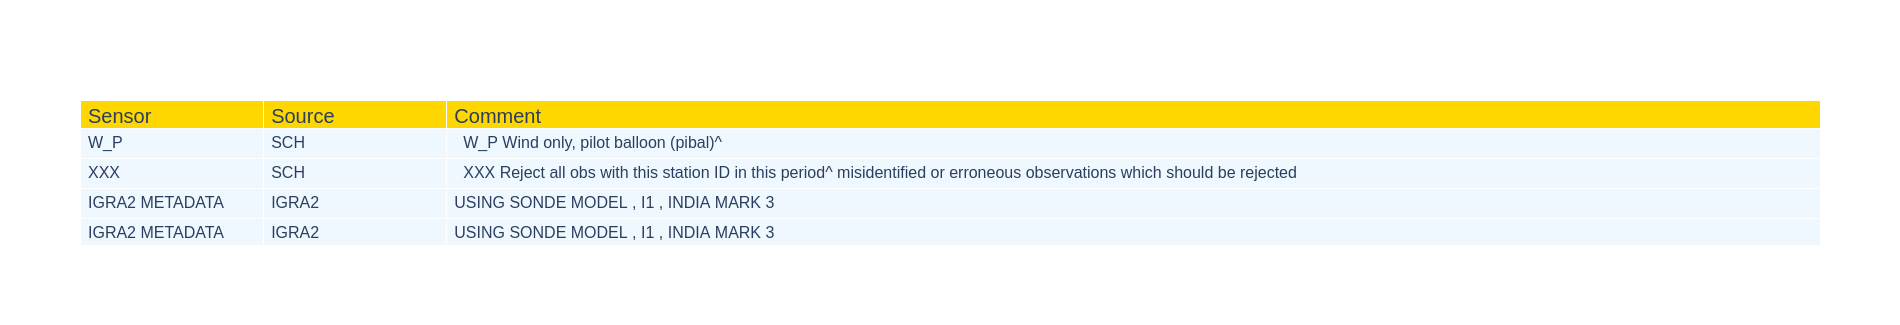 Sensor Source Comment
W_P SCH W_P Wind only, pilot balloon (pibal)^
XXX SCH XXX Reject all obs with this station ID in this period^ misidentified or erroneous observations which should be rejected
IGRA2 METADATA IGRA2 USING SONDE MODEL , I1 , INDIA MARK 3
IGRA2 METADATA IGRA2 USING SONDE MODEL , I1 , INDIA MARK 3